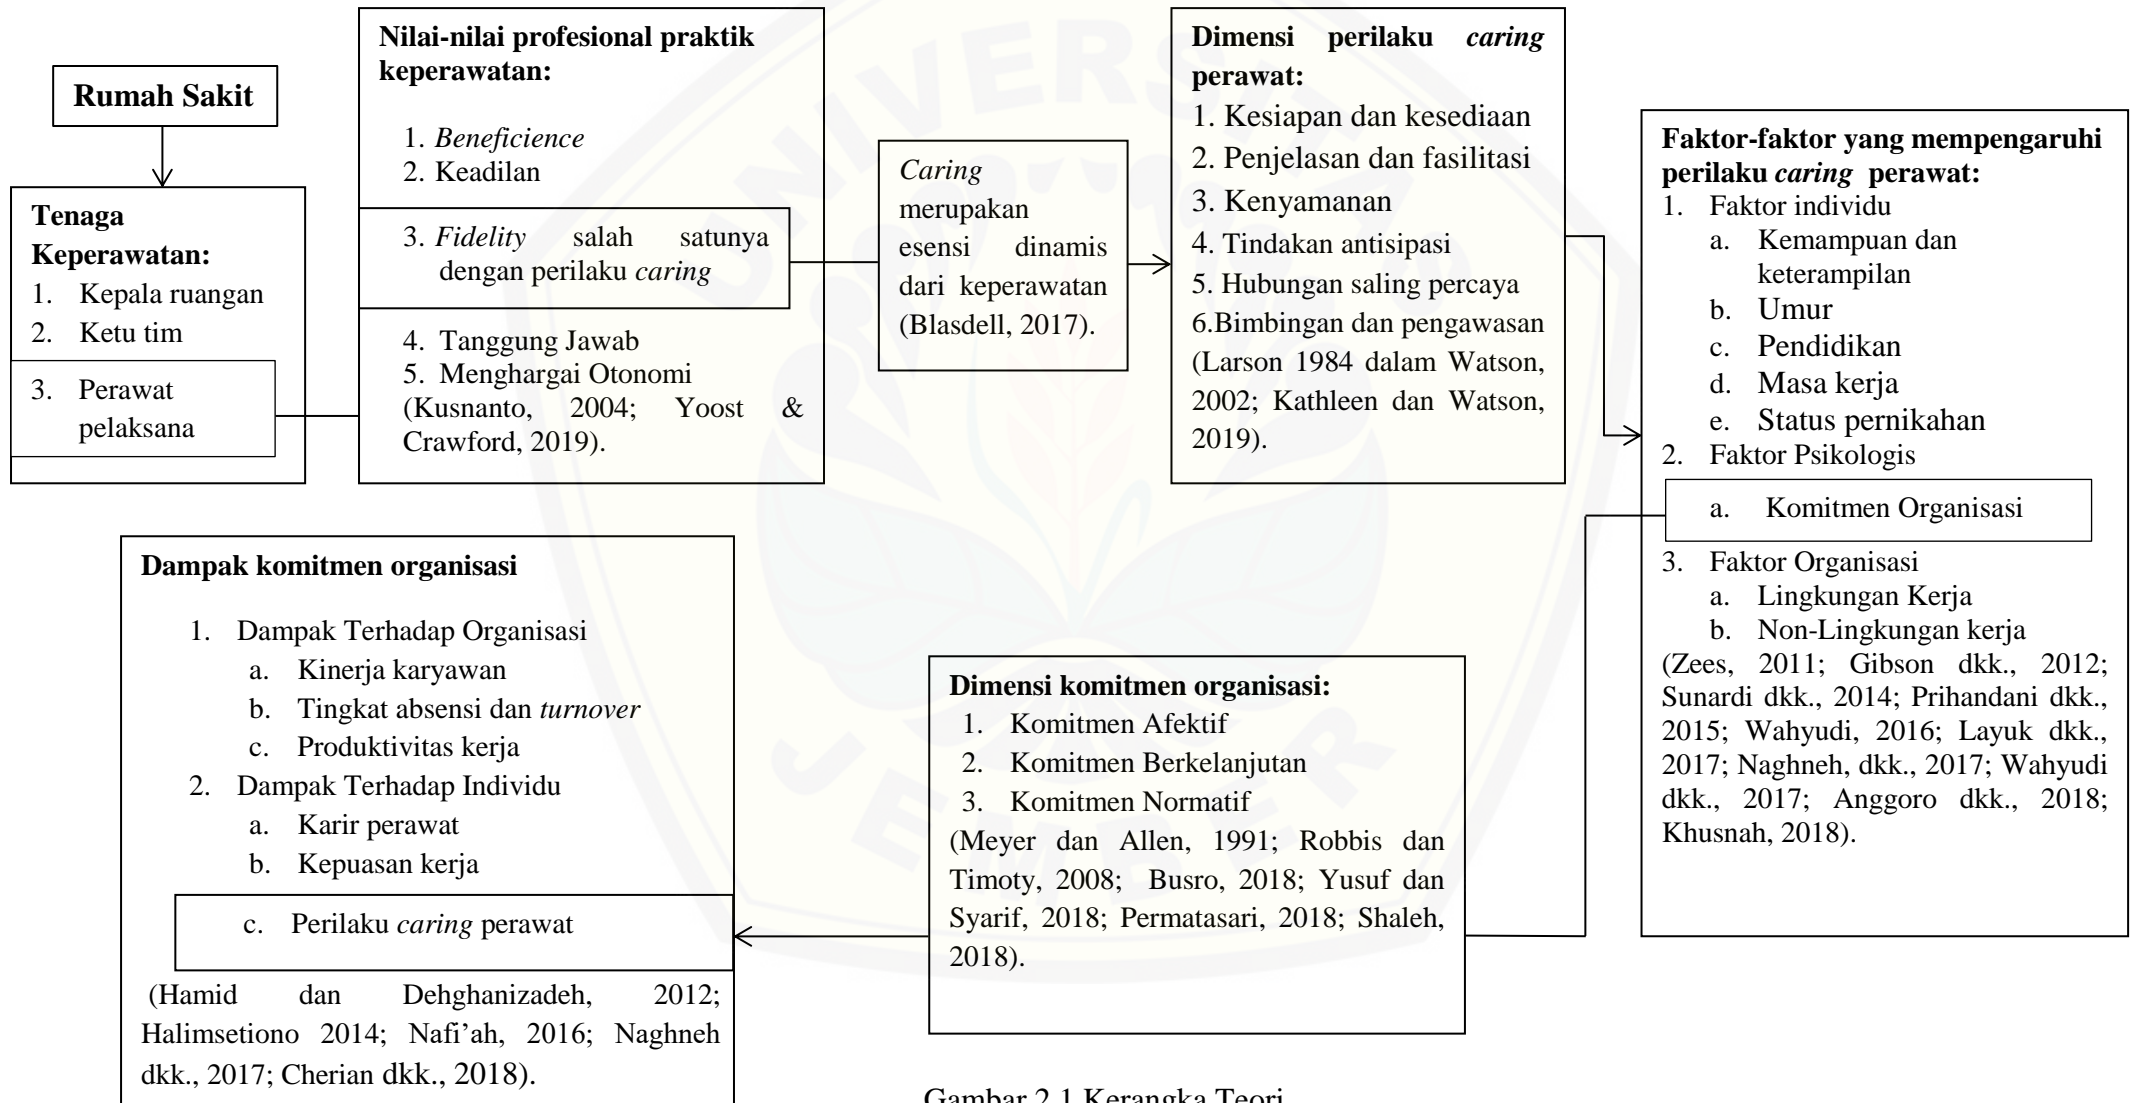 Rumah Sakit
Tenaga
Keperawatan:
1. Kepala ruangan
2. Ketu tim
3. Perawat
pelaksana
Nilai-nilai profesional praktik
keperawatan:
1. Beneficience
2. Keadilan
3. Fidelity salah satunya
dengan perilaku caring
4. Tanggung Jawab
5. Menghargai Otonomi
(Kusnanto, 2004; Yoost &
Crawford, 2019).
Caring
merupakan
esensi dinamis
dari keperawatan
(Blasdell, 2017).
Dimensi perilaku caring
perawat:
1. Kesiapan dan kesediaan
2. Penjelasan dan fasilitasi
3. Kenyamanan
4. Tindakan antisipasi
5. Hubungan saling percaya
6.Bimbingan dan pengawasan
(Larson 1984 dalam Watson,
2002; Kathleen dan Watson,
2019).
Faktor-faktor yang mempengaruhi
perilaku caring perawat:
1. Faktor individu
a. Kemampuan dan
keterampilan
b. Umur
c. Pendidikan
d. Masa kerja
e. Status pernikahan
2. Faktor Psikologis
a. Komitmen Organisasi
3. Faktor Organisasi
a. Lingkungan Kerja
b. Non-Lingkungan kerja
(Zees, 2011; Gibson dkk., 2012;
Sunardi dkk., 2014; Prihandani dkk.,
2015; Wahyudi, 2016; Layuk dkk.,
2017; Naghneh, dkk., 2017; Wahyudi
dkk., 2017; Anggoro dkk., 2018;
Khusnah, 2018).
Dimensi komitmen organisasi:
1. Komitmen Afektif
2. Komitmen Berkelanjutan
3. Komitmen Normatif
(Meyer dan Allen, 1991; Robbis dan
Timoty, 2008; Busro, 2018; Yusuf dan
Syarif, 2018; Permatasari, 2018; Shaleh,
2018).
Dampak komitmen organisasi
1. Dampak Terhadap Organisasi
a. Kinerja karyawan
b. Tingkat absensi dan turnover
c. Produktivitas kerja
2. Dampak Terhadap Individu
a. Karir perawat
b. Kepuasan kerja
c. Perilaku caring perawat
(Hamid dan Dehghanizadeh, 2012;
Halimsetiono 2014; Nafi’ah, 2016; Naghneh
dkk., 2017; Cherian dkk., 2018).
Gambar 2.1 Kerangka Teori
UNIVERSITAS
JEMBER